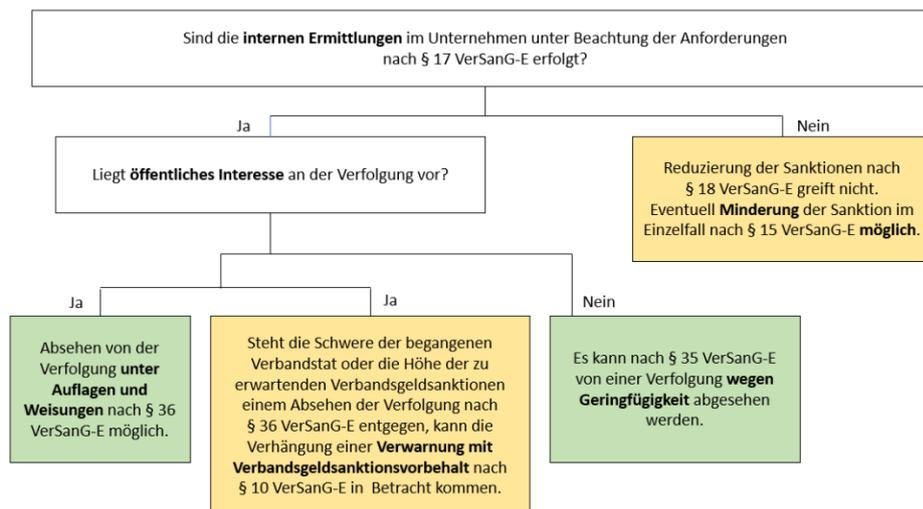 Sind die internen Ermittlungen im Unternehmen unter Beachtung der Anforderungen
nach § 17 VerSanG-E erfolgt?
Ja
Nein
Liegt öffentliches Interesse an der Verfolgung vor?
Reduzierung der Sanktionen nach
§ 18 VerSanG-E greift nicht.
Eventuell Minderung der Sanktion im
Einzelfall nach § 15 VerSanG-E möglich.
Ja
Ja
Nein
Absehen von der
Verfolgung unter
Auflagen und
Weisungen nach § 36
VerSanG-E möglich.
Steht die Schwere der begangenen
Verbandstat oder die Höhe der zu
erwartenden Verbandsgeldsanktionen
einem Absehen der Verfolgung nach
§ 36 VerSanG-E entgegen, kann die
Verhängung einer Verwarnung mit
Verbandsgeldsanktionsvorbehalt nach
§ 10 VerSanG-E in Betracht kommen.
Es kann nach § 35 VerSanG-E
von einer Verfolgung wegen
Geringfügigkeit abgesehen
werden.